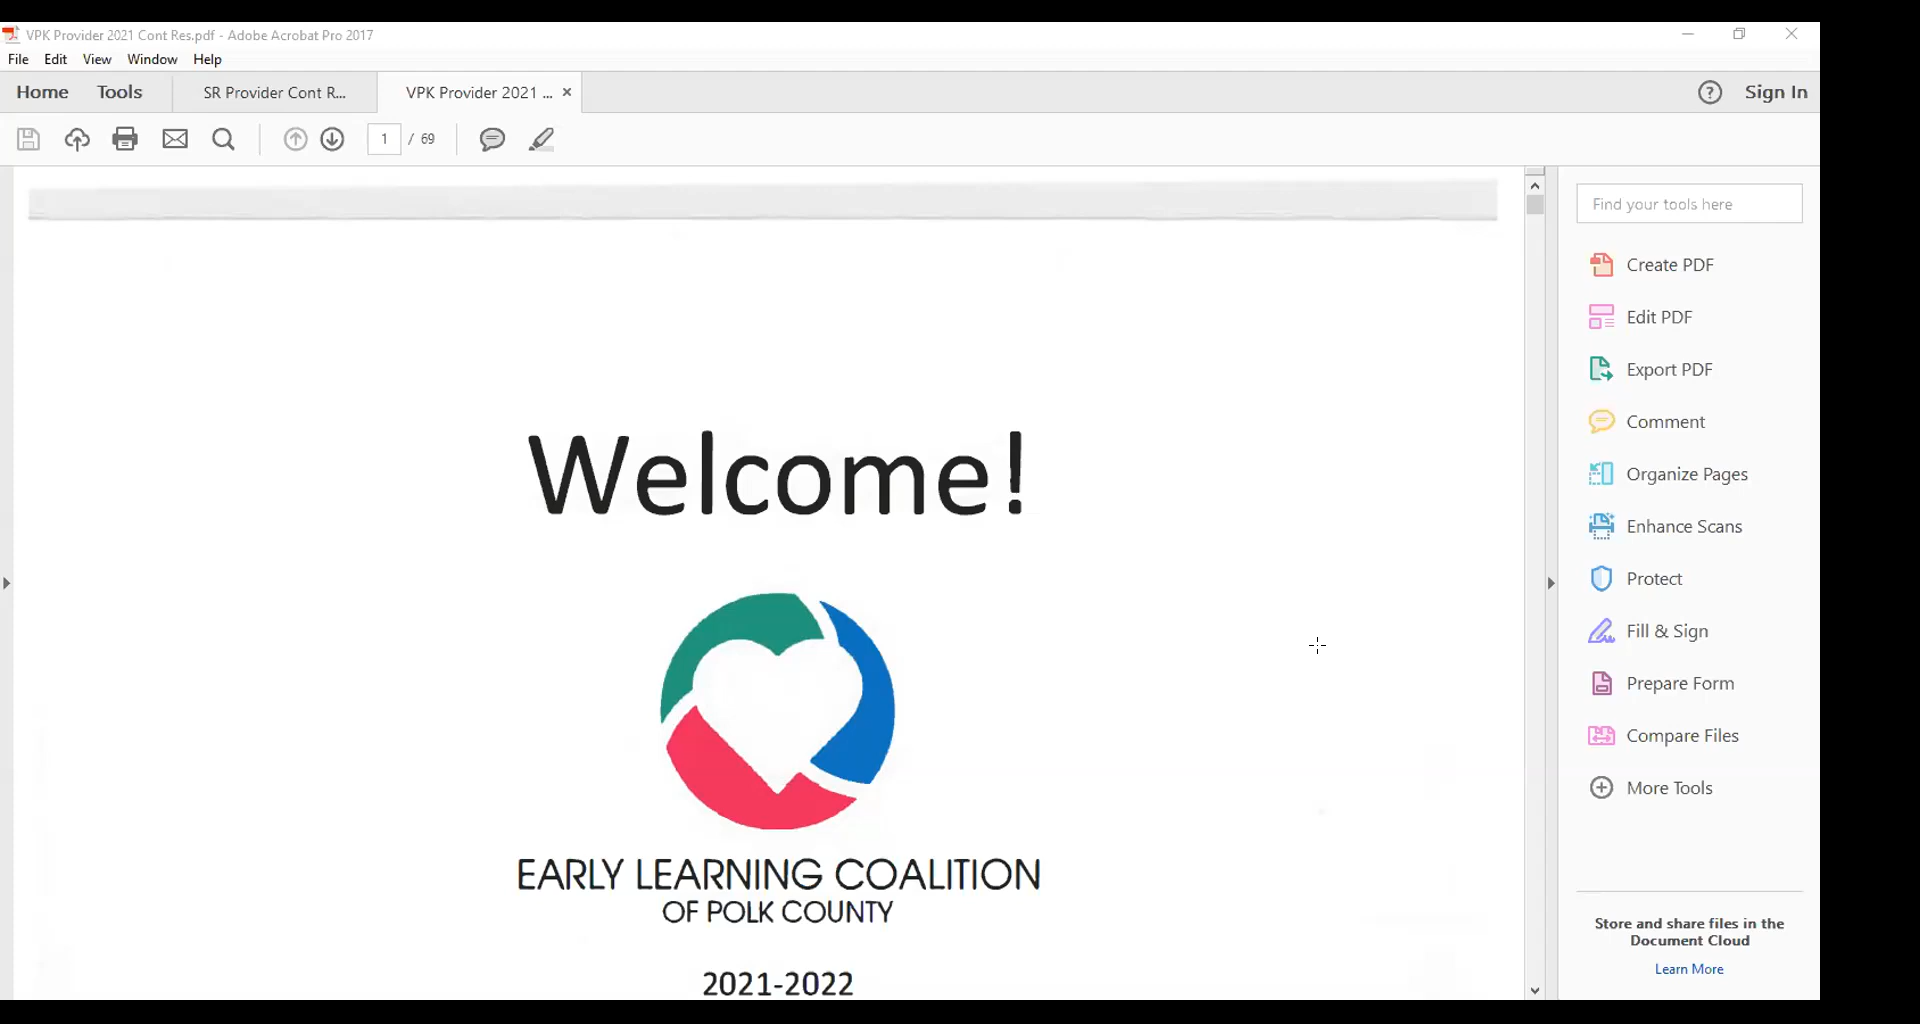 VPK Provider 2021 Cont Res.pdf - Adobe Acrobat Pro 2017
File Edit View Window Help
Home Tools SR Provider Cont R... VPK Provider 2021 ... × ? Sign In
1 / 69
Find your tools here
Create PDF
Edit PDF
Export PDF
Comment
Organize Pages
Enhance Scans
Protect
Fill & Sign
Prepare Form
Compare Files
More Tools
Store and share files in the
Document Cloud
Learn More
Welcome!
EARLY LEARNING COALITION
OF POLK COUNTY
2021-2022